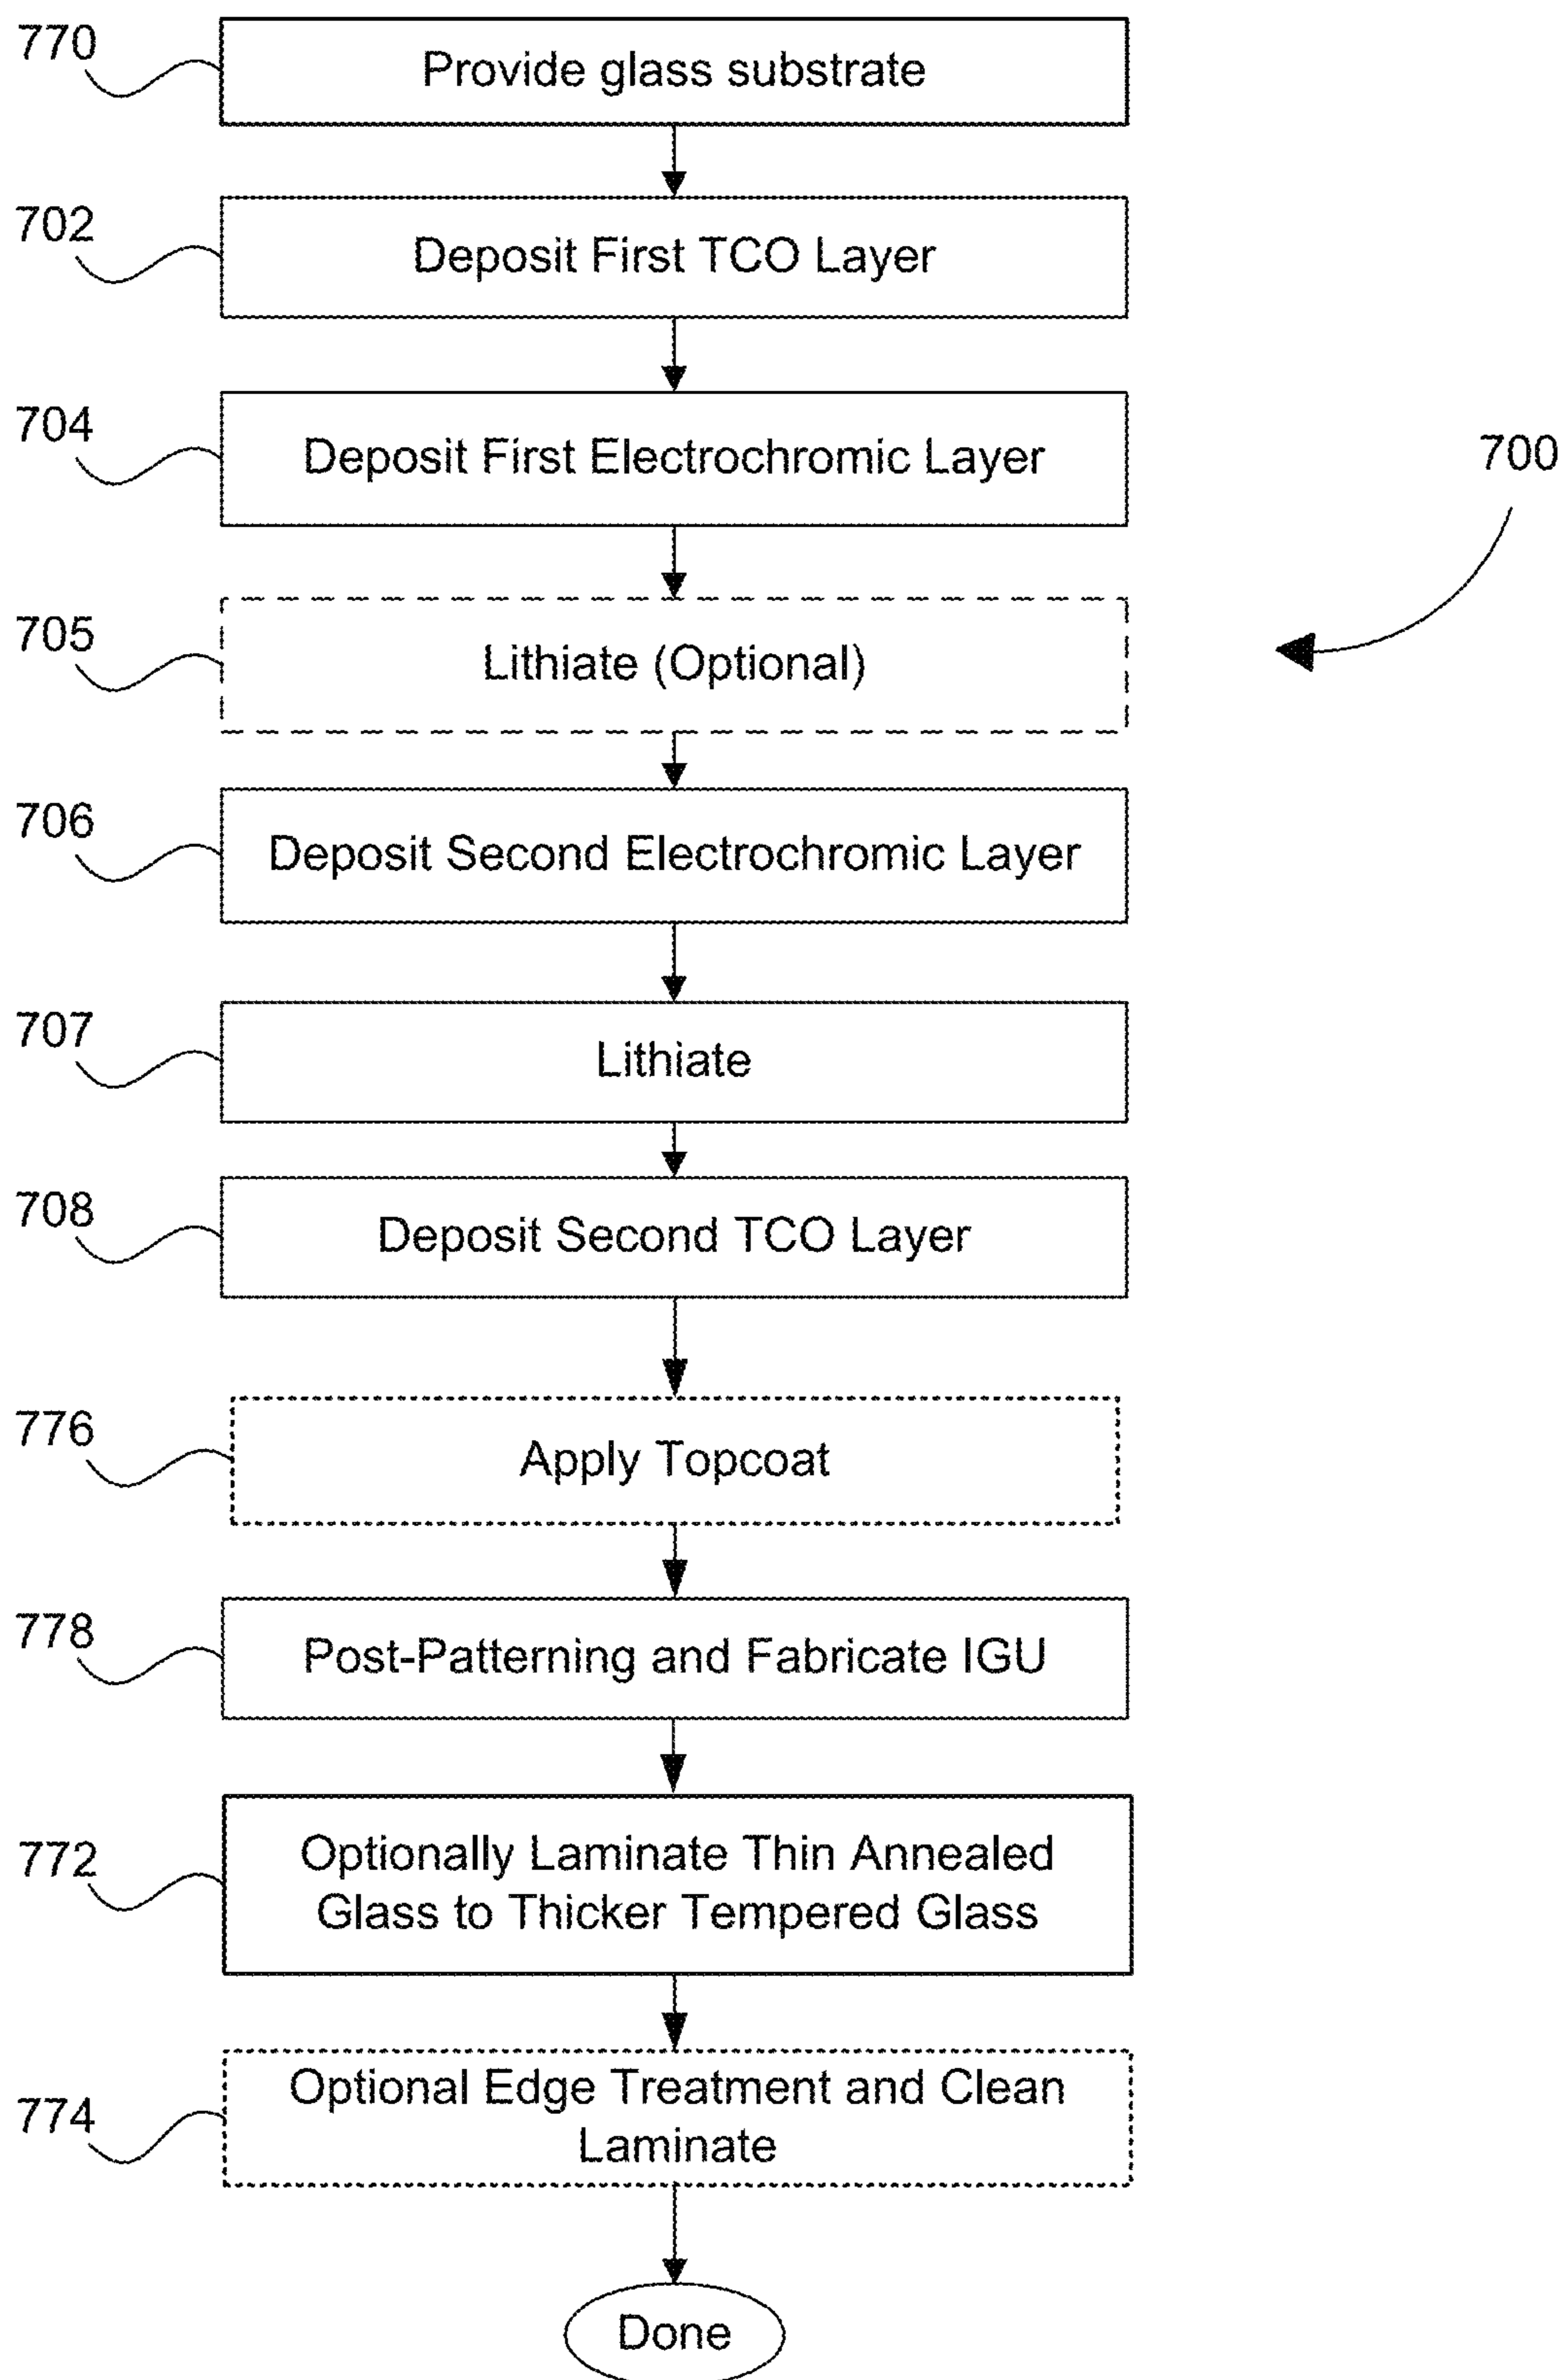 770
Provide glass substrate
702
Deposit First TCO Layer
704
Deposit First Electrochromic Layer
700
705
Lithiate (Optional)
706
Deposit Second Electrochromic Layer
707
Lithiate
708
Deposit Second TCO Layer
776
Apply Topcoat
778
Post-Patterning and Fabricate IGU
772
Optionally Laminate Thin Annealed
Glass to Thicker Tempered Glass
774
Optional Edge Treatment and Clean
Laminate
Done